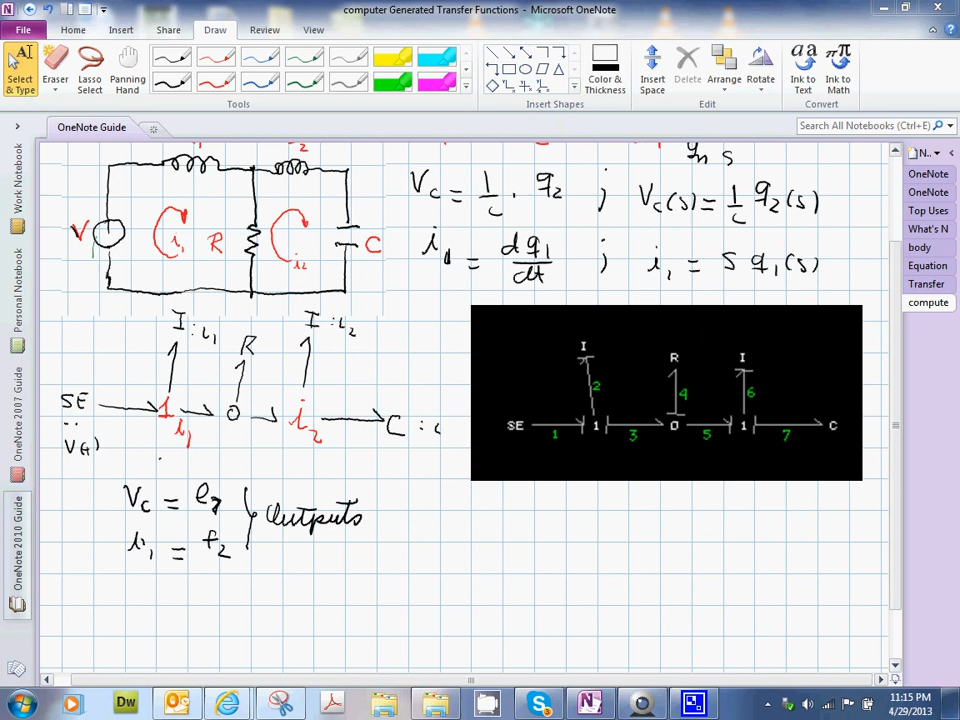 computer Generated Transfer Functions - Microsoft OneNote
File Home Insert Share Draw Review View
Select & Type
Eraser
Lasso Select
Panning Hand
Color & Thickness
Insert Space
Delete
Arrange
Rotate
Ink to Text
Ink to Math
Tools
Insert Shapes
Edit
Convert
OneNote Guide
Search All Notebooks (Ctrl+E)
Work Notebook
Personal Notebook
OneNote 2007 Guide
OneNote 2010 Guide
N..
OneNote
OneNote
Top Uses
What's N
body
Equation
Transfer
compute
V i1 R i2 C
Vc = 1/c . q2 ; Vc(s) = 1/c q2(s)
i1 = dq1/dt ; i1 = s q1(s)
I : L1 R I : L2
SE 1 0 1 C : c
: V(t)
i1 i2
Vc = e7
i1 = f2
Outputs
I R I
2 4 6
SE 1 0 1 C
1 3 5 7
11:15 PM
4/29/2013